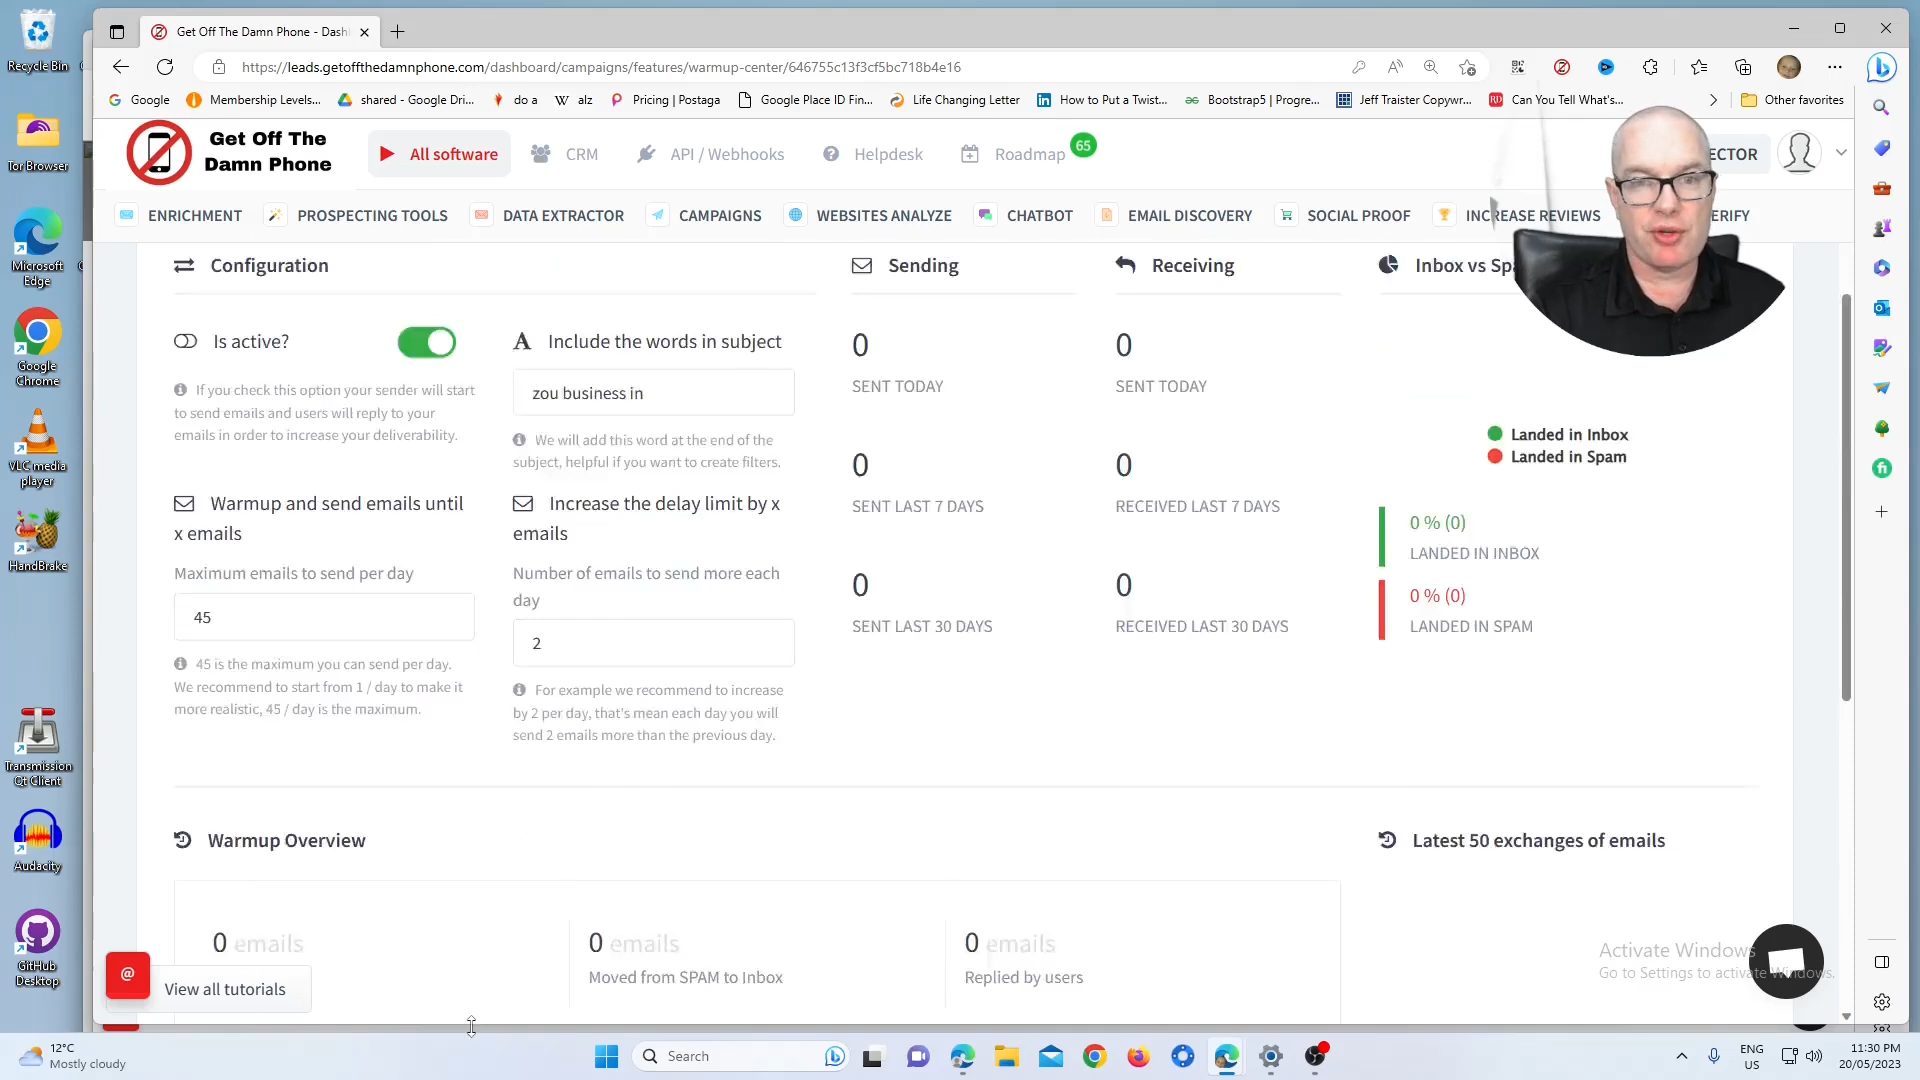 Get Off The Damn Phone - Dash
https://leads.getoffthedamnphone.com/dashboard/campaigns/features/warmup-center/646755c13f3cf5bc718b4e16
Google
Membership Levels...
shared - Google Dri...
do a
alz
Pricing | Postaga
Google Place ID Fin...
Life Changing Letter
How to Put a Twist...
Bootstrap5 | Progre...
Jeff Traister Copywr...
Can You Tell What's...
Other favorites
Get Off The
Damn Phone
All software
CRM
API / Webhooks
Helpdesk
Roadmap
65
ECTOR
ENRICHMENT
PROSPECTING TOOLS
DATA EXTRACTOR
CAMPAIGNS
WEBSITES ANALYZE
CHATBOT
EMAIL DISCOVERY
SOCIAL PROOF
INCREASE REVIEWS
ERIFY
Configuration
Sending
Receiving
Inbox vs Sp
Is active?
If you check this option your sender will start
to send emails and users will reply to your
emails in order to increase your deliverability.
Include the words in subject
zou business in
We will add this word at the end of the
subject, helpful if you want to create filters.
Warmup and send emails until
x emails
Maximum emails to send per day
45
45 is the maximum you can send per day.
We recommend to start from 1 / day to make it
more realistic, 45 / day is the maximum.
Increase the delay limit by x
emails
Number of emails to send more each
day
2
For example we recommend to increase
by 2 per day, that's mean each day you will
send 2 emails more than the previous day.
0
SENT TODAY
0
SENT LAST 7 DAYS
0
SENT LAST 30 DAYS
0
SENT TODAY
0
RECEIVED LAST 7 DAYS
0
RECEIVED LAST 30 DAYS
Landed in Inbox
Landed in Spam
0 % (0)
LANDED IN INBOX
0 % (0)
LANDED IN SPAM
Warmup Overview
Latest 50 exchanges of emails
0 emails
0 emails
Moved from SPAM to Inbox
0 emails
Replied by users
@
View all tutorials
Activate Windows
Go to Settings to activate Windows.
Recycle Bin
Tor Browser
Microsoft
Edge
Google
Chrome
VLC media
player
HandBrake
Transmission
Qt Client
Audacity
GitHub
Desktop
12°C
Mostly cloudy
Search
ENG
US
11:30 PM
20/05/2023